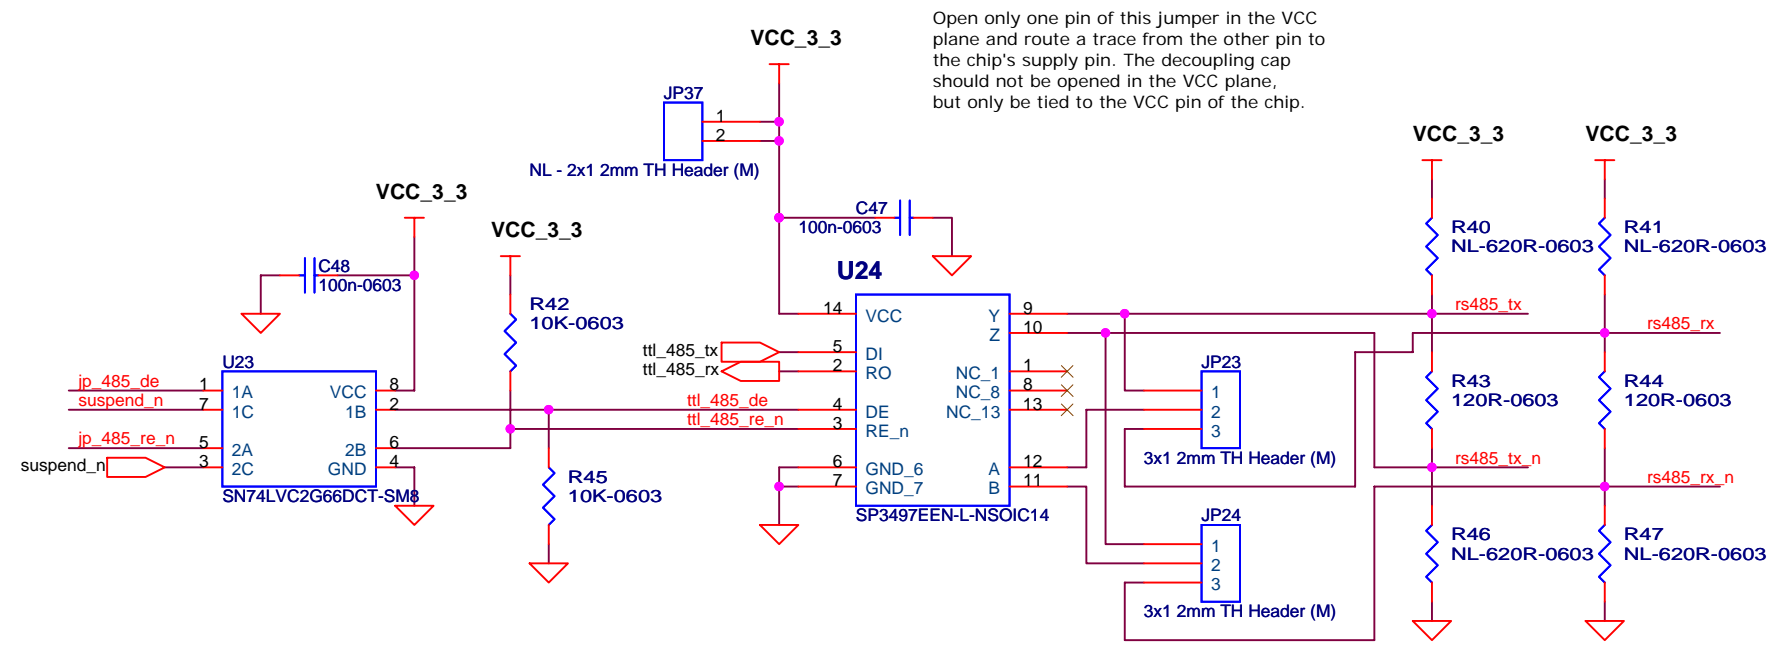 Open only one pin of this jumper in the VCC
plane and route a trace from the other pin to
the chip's supply pin. The decoupling cap
should not be opened in the VCC plane,
but only be tied to the VCC pin of the chip.
VCC_3_3
JP37
1
2
NL - 2x1 2mm TH Header (M)
VCC_3_3
VCC_3_3
VCC_3_3
VCC_3_3
C47
100n-0603
C48
100n-0603
R42
10K-0603
R40
NL-620R-0603
R41
NL-620R-0603
U24
14 VCC
5 DI
2 RO
4 DE
3 RE_n
6 GND_6
7 GND_7
Y 9
Z 10
NC_1 1
NC_8 8
NC_13 13
A 12
B 11
SP3497EEN-L-NSOIC14
rs485_tx
rs485_rx
ttl_485_tx
ttl_485_rx
ttl_485_de
ttl_485_re_n
U23
jp_485_de 1 1A
suspend_n 7 1C
jp_485_re_n 5 2A
suspend_n 3 2C
VCC 8
1B 2
2B 6
GND 4
SN74LVC2G66DCT-SM8
R45
10K-0603
JP23
1
2
3
3x1 2mm TH Header (M)
R43
120R-0603
R44
120R-0603
rs485_tx_n
rs485_rx_n
JP24
1
2
3
3x1 2mm TH Header (M)
R46
NL-620R-0603
R47
NL-620R-0603